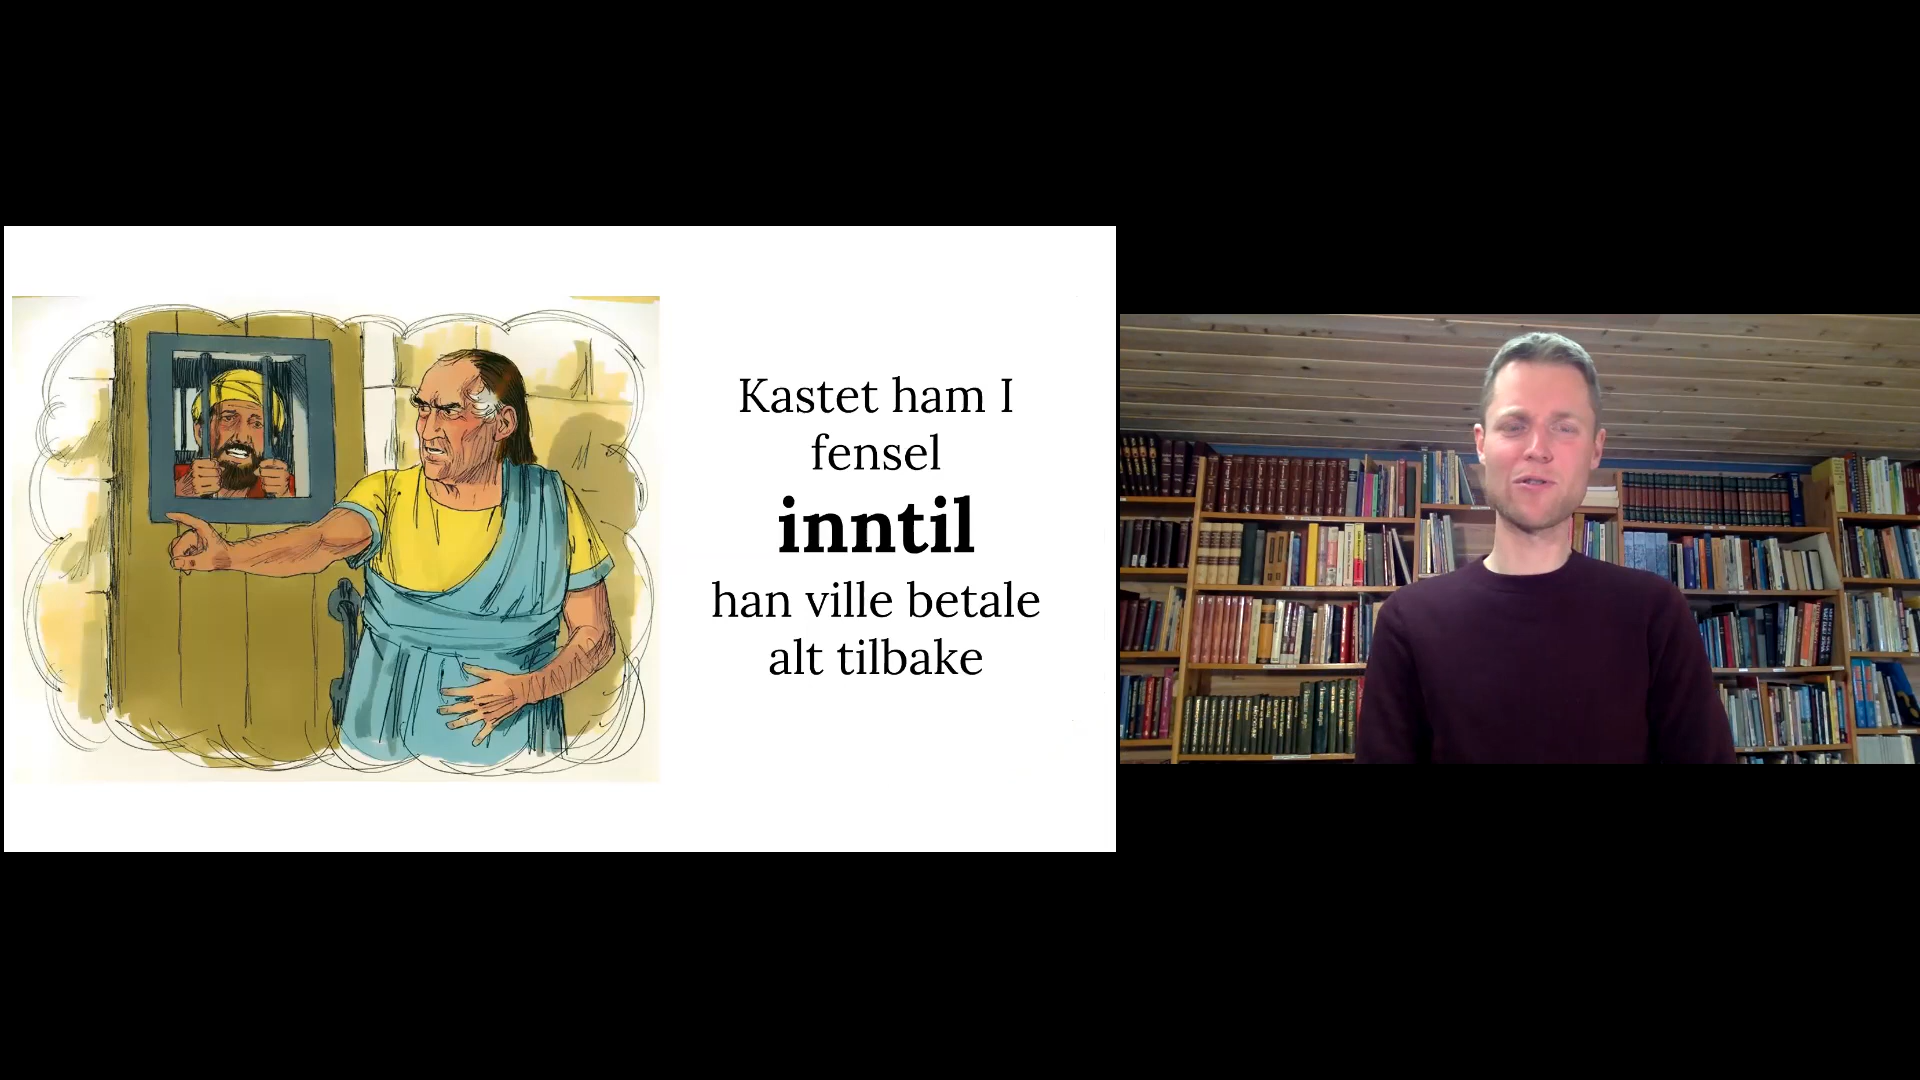 Kastet ham I
fensel
inntil
han ville betale
alt tilbake